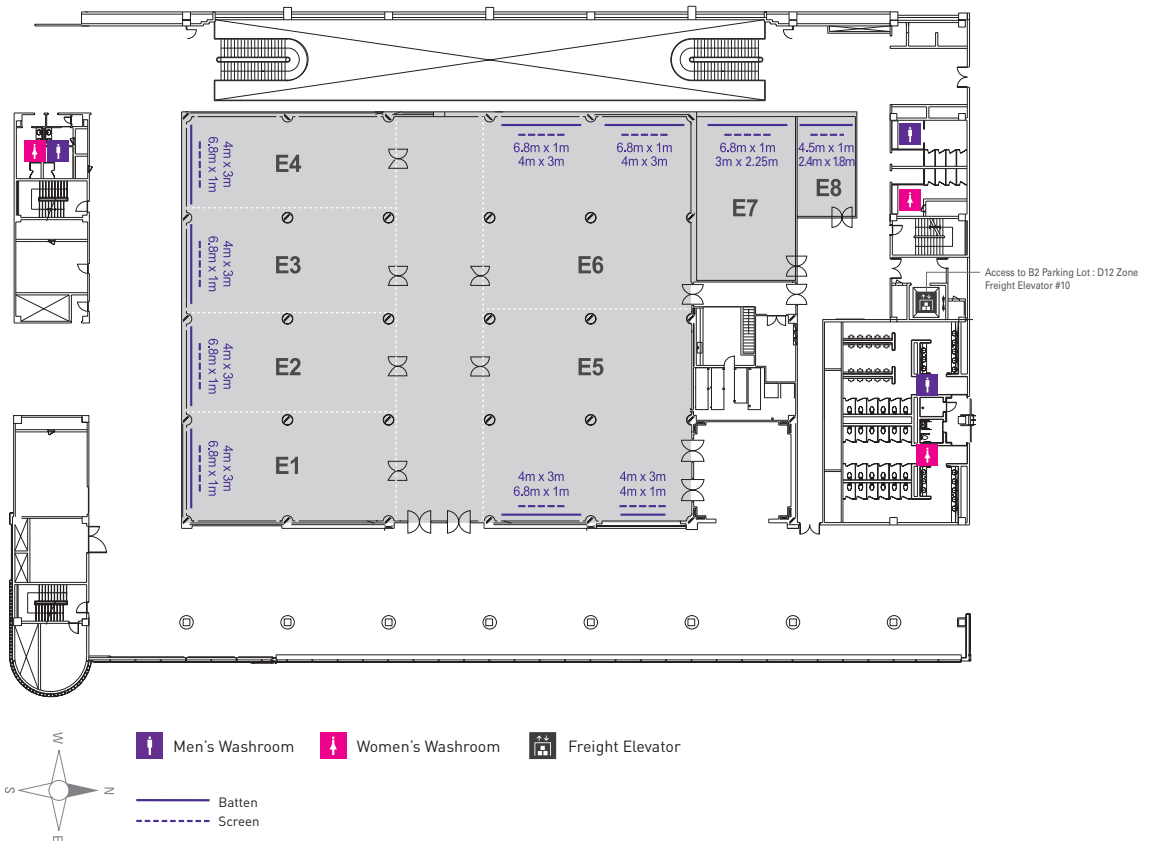 6.8m x 1m
4m x 3m
6.8m x 1m
4m x 3m
6.8m x 1m
3m x 2.25m
4.5m x 1m
2.4m x 1.8m
4m x 3m
6.8m x 1m
E4
E7
E8
4m x 3m
6.8m x 1m
E3
E6
Access to B2 Parking Lot : D12 Zone
Freight Elevator #10
4m x 3m
6.8m x 1m
E2
E5
4m x 3m
6.8m x 1m
E1
4m x 3m
6.8m x 1m
4m x 3m
4m x 1m
W
S
N
E
Men's Washroom
Women's Washroom
Freight Elevator
Batten
Screen